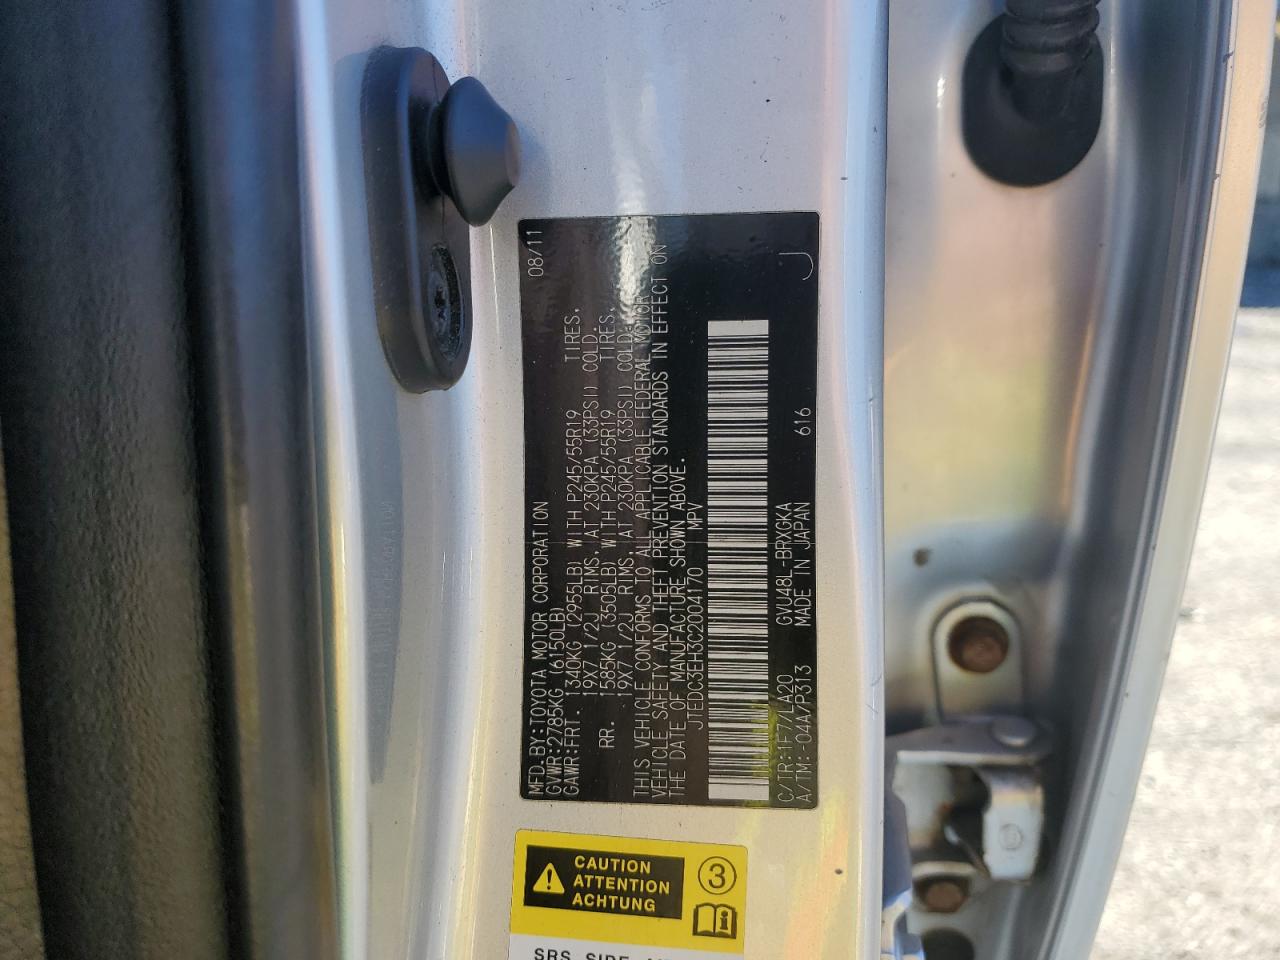 MFD.BY:TOYOTA MOTOR CORPORATION 08/11
GVWR:2785KG (6150LB)
GAWR:FRT. 1340KG (2955LB) WITH P245/55R19 TIRES,
19X7 1/2J RIMS, AT 230KPA (33PSI) COLD.
RR. 1585KG (3505LB) WITH P245/55R19 TIRES,
19X7 1/2J RIMS, AT 230KPA (33PSI) COLD.
THIS VEHICLE CONFORMS TO ALL APPLICABLE FEDERAL MOTOR
VEHICLE SAFETY AND THEFT PREVENTION STANDARDS IN EFFECT ON
THE DATE OF MANUFACTURE SHOWN ABOVE.
JTEDC3EH3C2004170 MPV
C/TR:1F7/LA20 GVU48L-BRXGKA
A/TM:-04A/P313 MADE IN JAPAN 616
J
CAUTION
ATTENTION
ACHTUNG
3
SRS SIDE